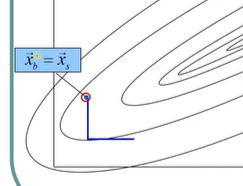 x⃗_b = x⃗_s